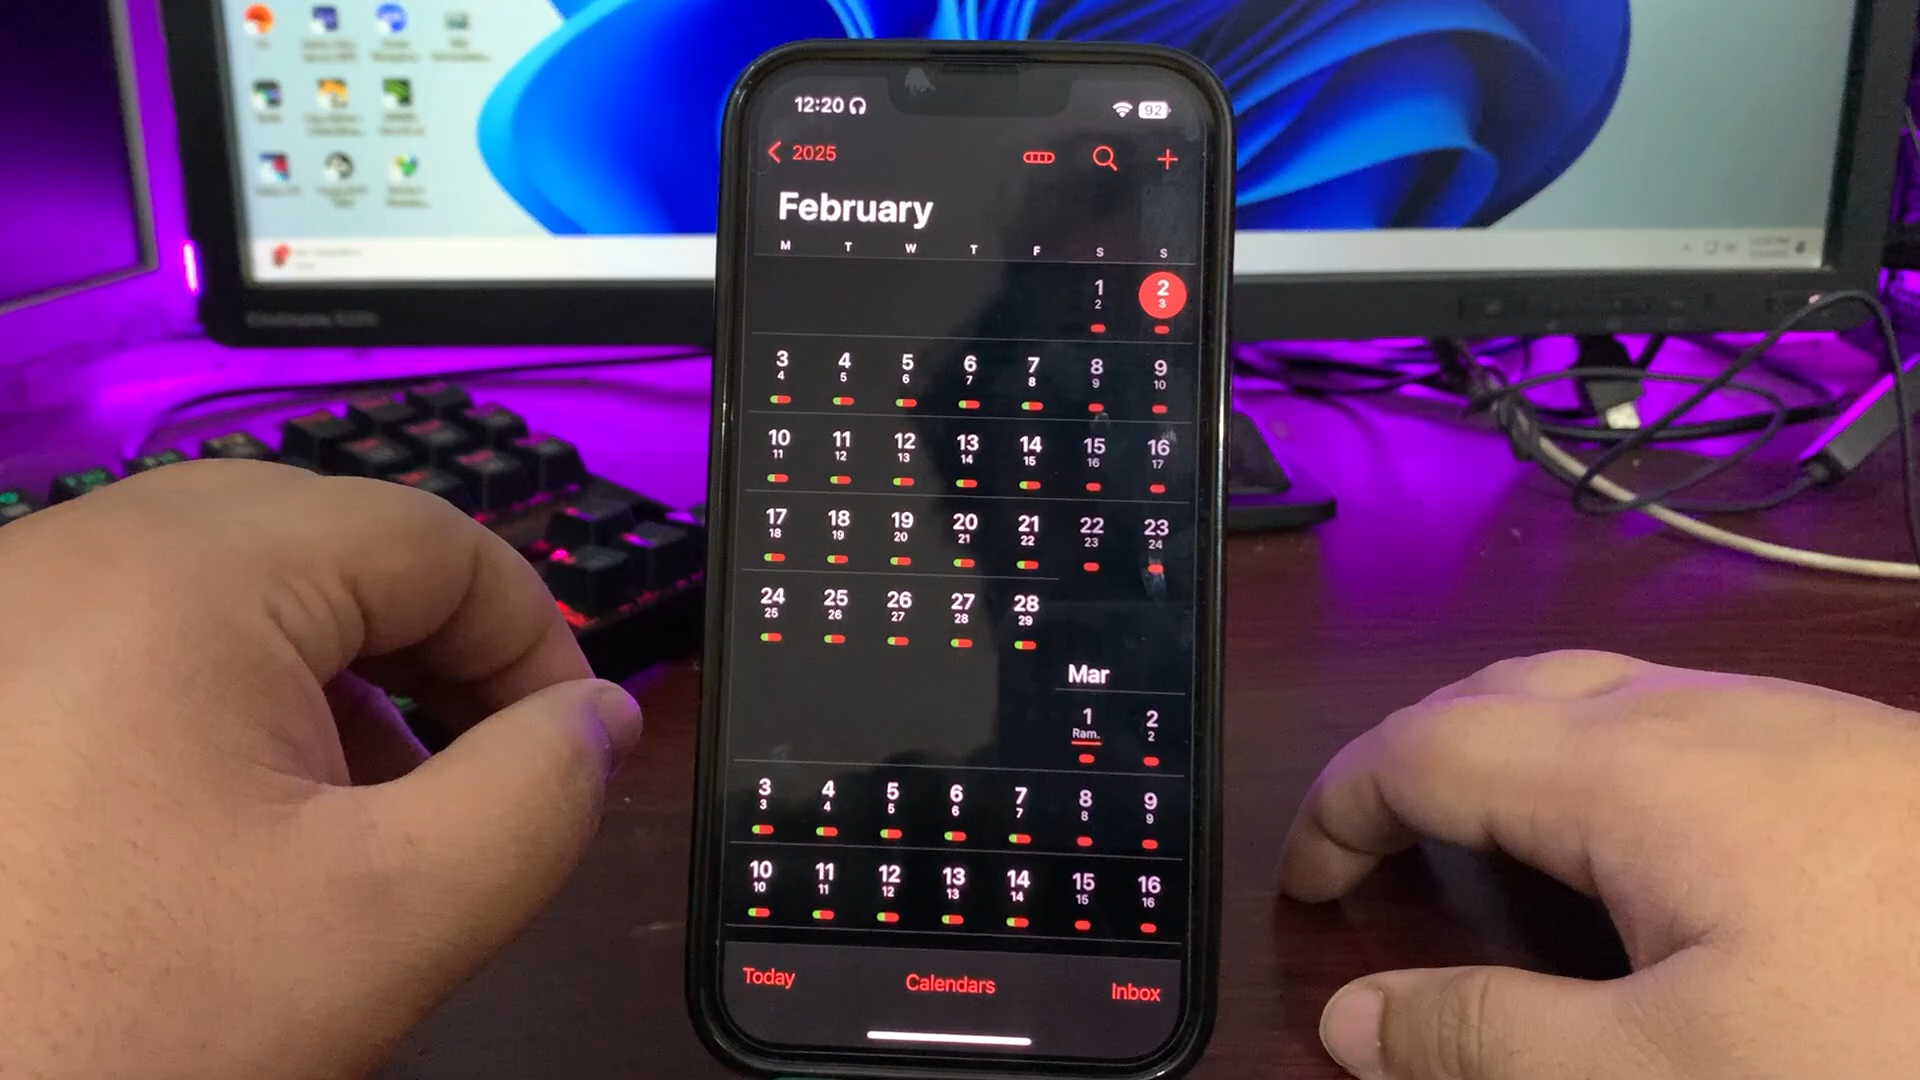 12:20 92
2025
February
M T W T F S S
1 2
2 3
3 4 5 6 7 8 9
4 5 6 7 8 9 10
10 11 12 13 14 15 16
11 12 13 14 15 16 17
17 18 19 20 21 22 23
18 19 20 21 22 23 24
24 25 26 27 28
25 26 27 28 29
Mar
1 2
Ram. 2
3 4 5 6 7 8 9
3 4 5 6 7 8 9
10 11 12 13 14 15 16
10 11 12 13 14 15 16
Today Calendars Inbox